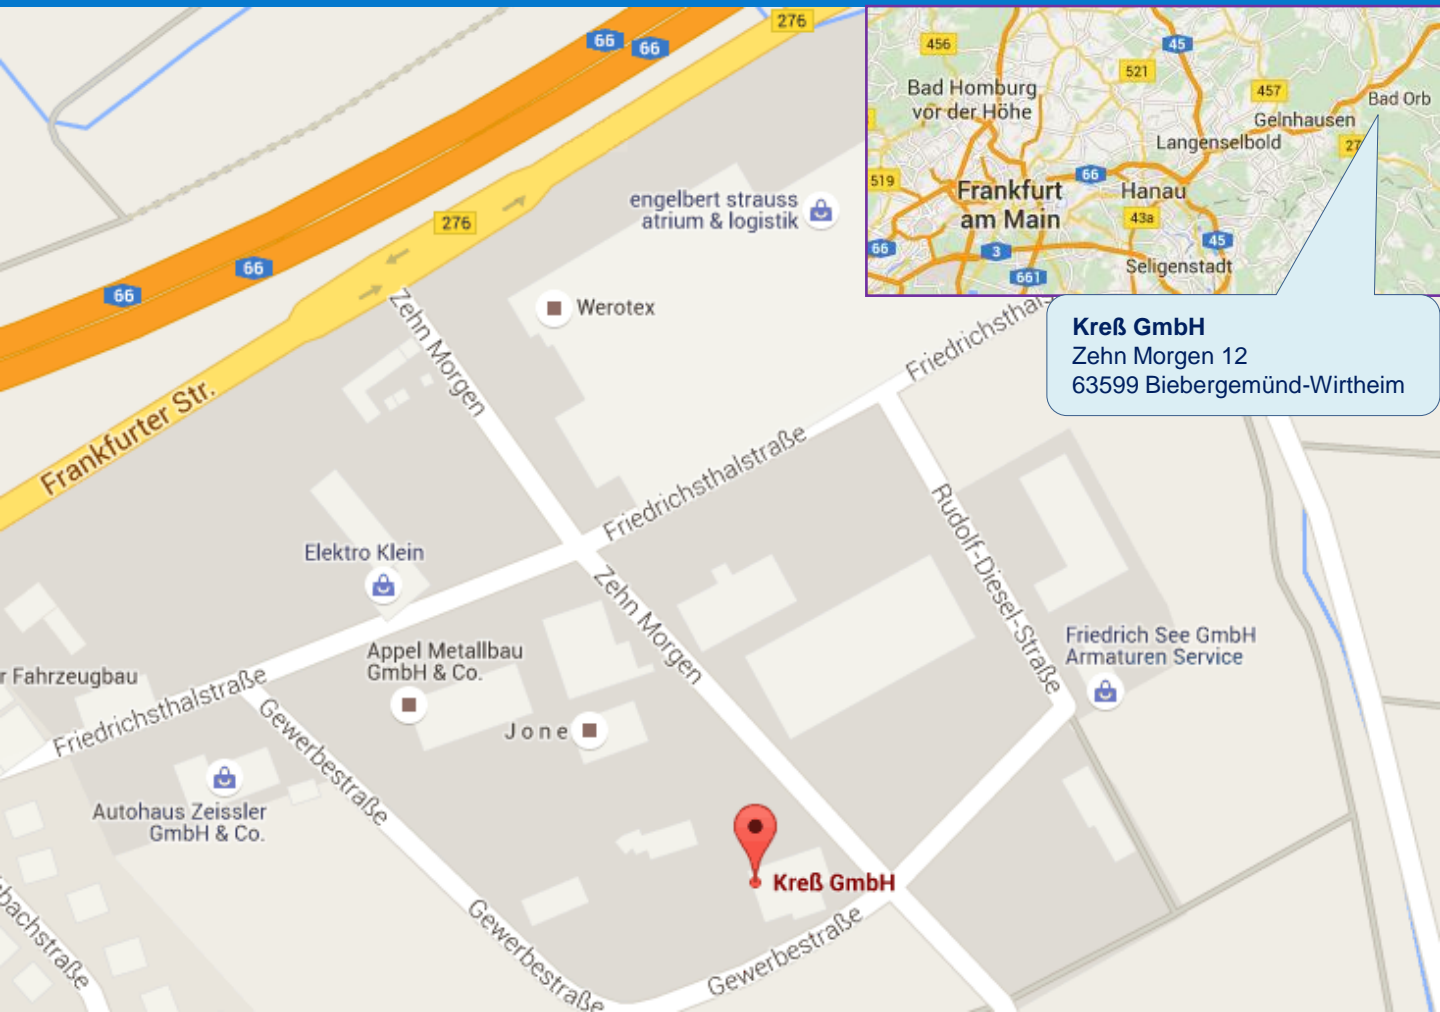 276
66
66
276
66
66
Frankfurter Str.
Zehn Morgen
engelbert strauss
atrium & logistik
Werotex
456
45
521
457
Bad Homburg
vor der Höhe
Bad Orb
Gelnhausen
Langenselbold
519
66
Frankfurt
am Main
Hanau
43a
66
3
45
661
Seligenstadt
Kreß GmbH
Zehn Morgen 12
63599 Biebergemünd-Wirtheim
Friedrichsthalstraße
Elektro Klein
Zehn Morgen
Rudolf-Diesel-Straße
Friedrich See GmbH
Armaturen Service
Appel Metallbau
GmbH & Co.
Jone
r Fahrzeugbau
Friedrichsthalstraße
Gewerbestraße
Autohaus Zeissler
GmbH & Co.
Kreß GmbH
Gewerbestraße
Gewerbestraße
bachstraße